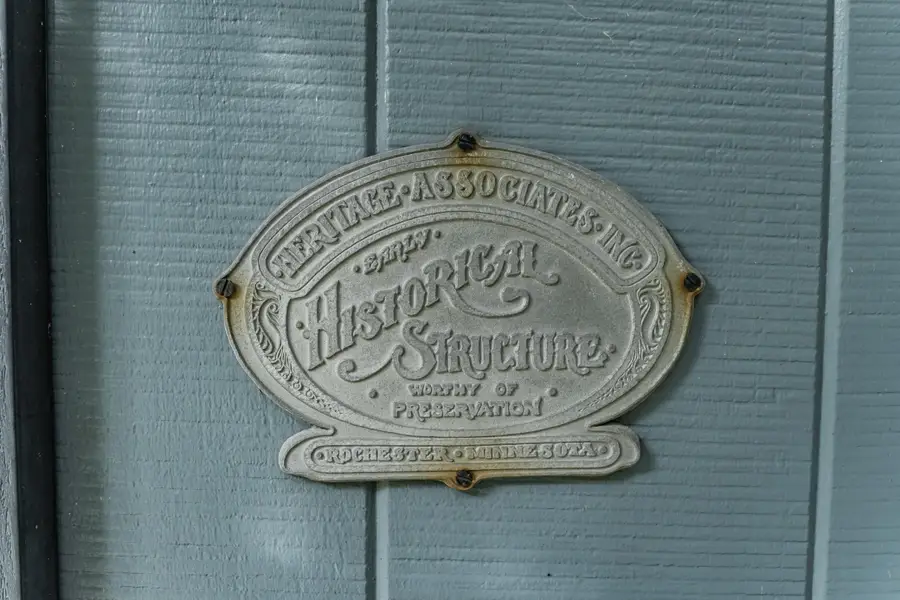 HERITAGE·ASSOCIATES·INC.
·EARLY·
·HISTORICAL
STRUCTURE·
·WORTHY OF·
PRESERVATION
·ROCHESTER·MINNESOTA·